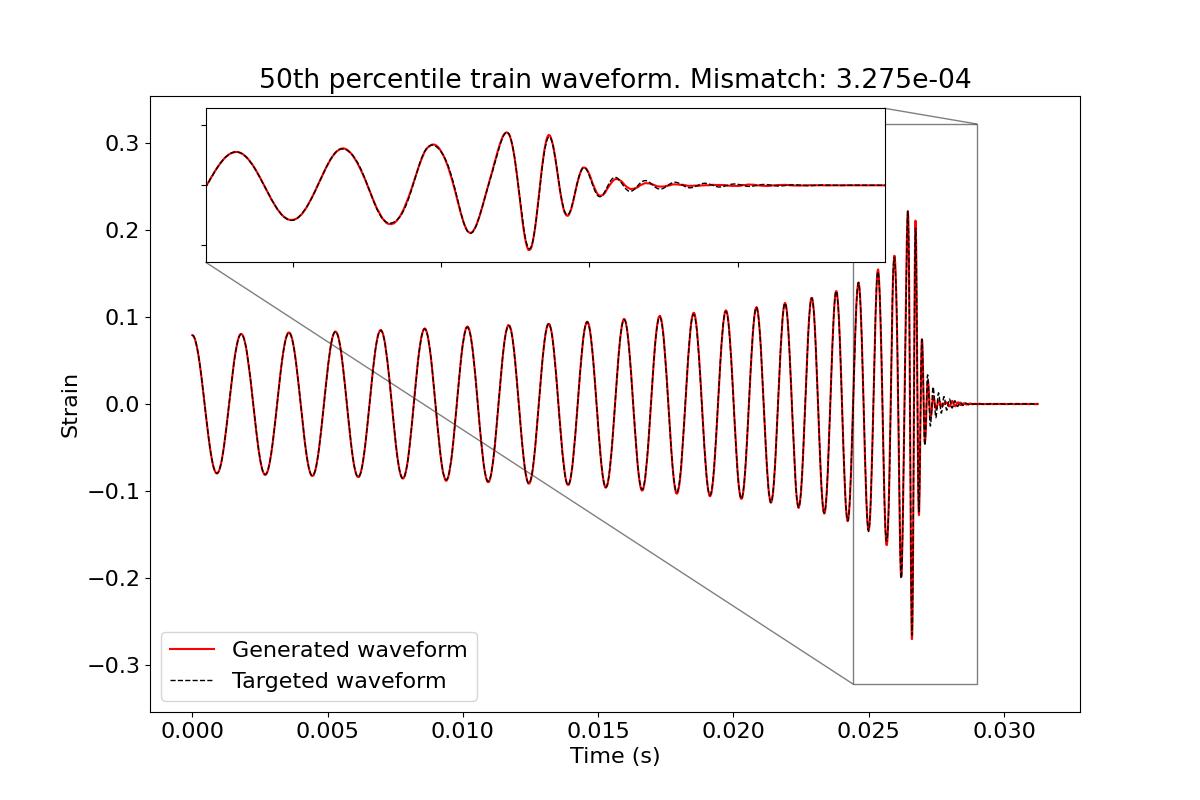 50th percentile train waveform. Mismatch: 3.275e-04
0.3
0.2
0.1
0.0
−0.1
−0.2
−0.3
Strain
Generated waveform
Targeted waveform
0.000 0.005 0.010 0.015 0.020 0.025 0.030
Time (s)